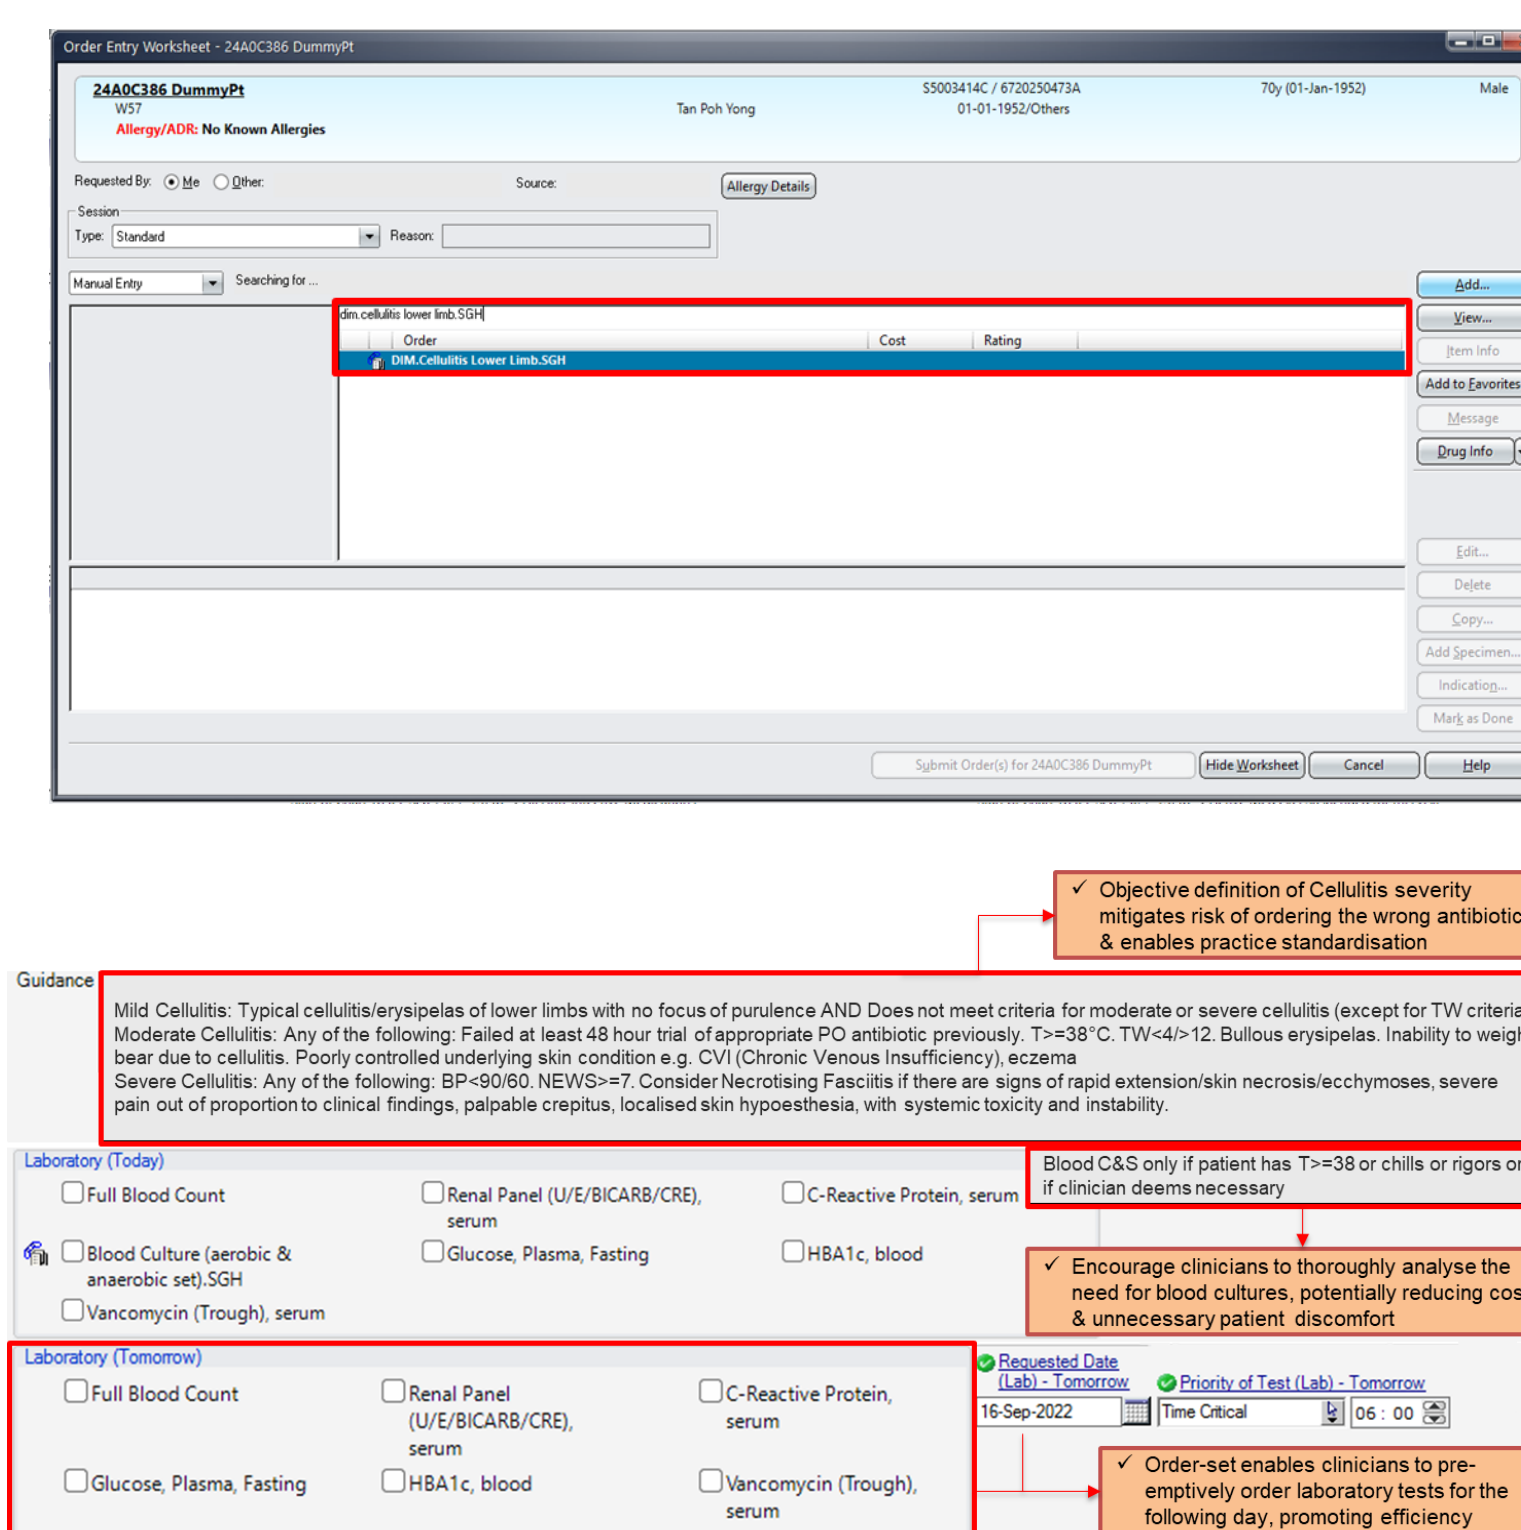 Order Entry Worksheet - 24A0C386 DummyPt
24A0C386 DummyPt
S5003414C / 6720250473A
70y (01-Jan-1952)
Male
W57
Tan Poh Yong
01-01-1952/Others
Allergy/ADR: No Known Allergies
Requested By: Me Other:
Source:
Allergy Details
Session
Type: Standard
Reason:
Manual Entry
Searching for ...
Add...
dim.cellulitis lower limb.SGH
View...
Order Cost Rating
Item Info
DIM.Cellulitis Lower Limb.SGH
Add to Favorites
Message
Drug Info
Edit...
Delete
Copy...
Add Specimen...
Indication...
Mark as Done
Submit Order(s) for 24A0C386 DummyPt
Hide Worksheet
Cancel
Help
✓ Objective definition of Cellulitis severity
mitigates risk of ordering the wrong antibiotic
& enables practice standardisation
Guidance
Mild Cellulitis: Typical cellulitis/erysipelas of lower limbs with no focus of purulence AND Does not meet criteria for moderate or severe cellulitis (except for TW criteria
Moderate Cellulitis: Any of the following: Failed at least 48 hour trial of appropriate PO antibiotic previously. T>=38°C. TW<4/>12. Bullous erysipelas. Inability to weigh
bear due to cellulitis. Poorly controlled underlying skin condition e.g. CVI (Chronic Venous Insufficiency), eczema
Severe Cellulitis: Any of the following: BP<90/60. NEWS>=7. Consider Necrotising Fasciitis if there are signs of rapid extension/skin necrosis/ecchymoses, severe
pain out of proportion to clinical findings, palpable crepitus, localised skin hypoesthesia, with systemic toxicity and instability.
Laboratory (Today)
Full Blood Count
Renal Panel (U/E/BICARB/CRE),
serum
C-Reactive Protein, serum
Blood C&S only if patient has T>=38 or chills or rigors or
if clinician deems necessary
Blood Culture (aerobic &
anaerobic set).SGH
Glucose, Plasma, Fasting
HBA1c, blood
✓ Encourage clinicians to thoroughly analyse the
need for blood cultures, potentially reducing cos
& unnecessary patient discomfort
Vancomycin (Trough), serum
Laboratory (Tomorrow)
Full Blood Count
Renal Panel
(U/E/BICARB/CRE),
serum
C-Reactive Protein,
serum
Requested Date
(Lab) - Tomorrow
Priority of Test (Lab) - Tomorrow
16-Sep-2022
Time Critical
06 : 00
Glucose, Plasma, Fasting
HBA1c, blood
Vancomycin (Trough),
serum
✓ Order-set enables clinicians to pre-
emptively order laboratory tests for the
following day, promoting efficiency